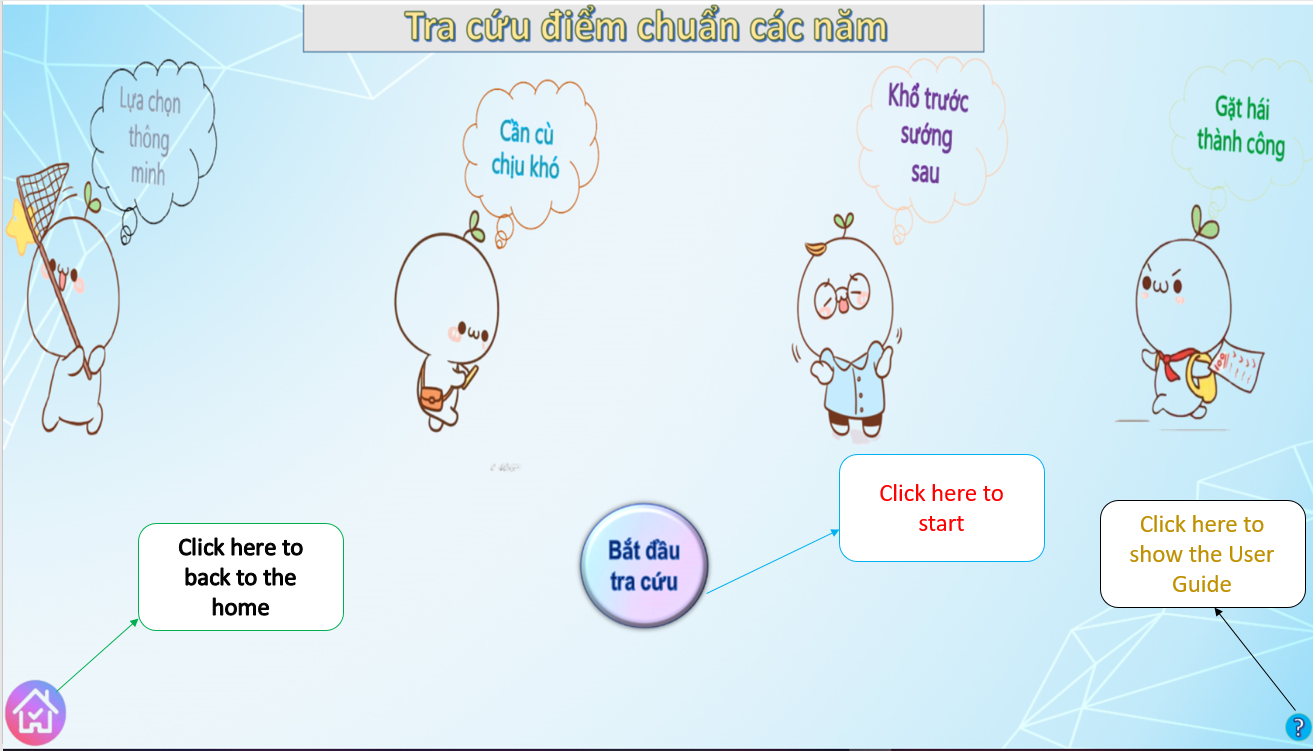 Tra cứu điểm chuẩn các năm
Lựa chọn
thông
minh
Cần cù
chịu khó
Khổ trước
sướng
sau
Gặt hái
thành công
Click here to
start
Click here to
show the User
Guide
Click here to
back to the
home
Bắt đầu
tra cứu
?